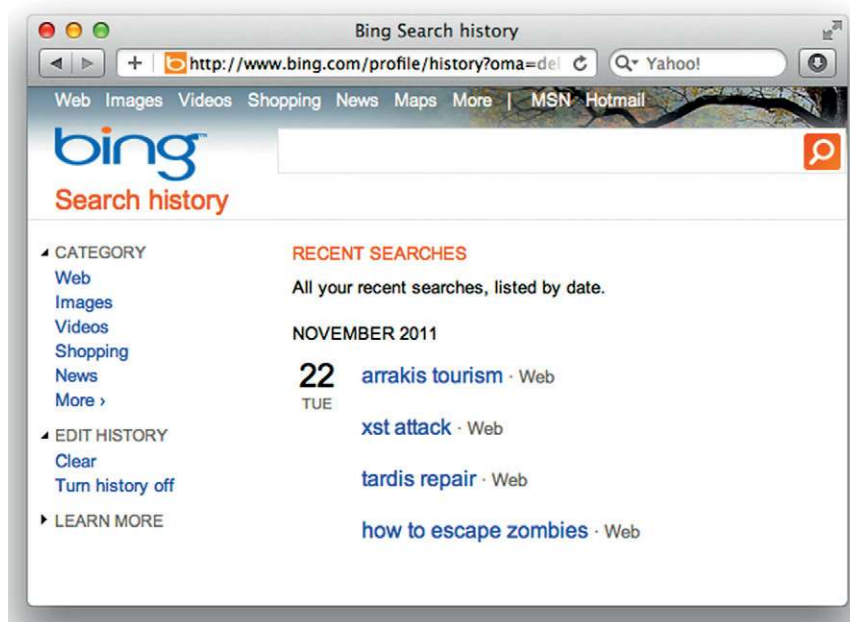 Bing Search history
http://www.bing.com/profile/history?oma=del
Yahoo!
Web Images Videos Shopping News Maps More | MSN Hotmail
bing™
Search history
CATEGORY
Web
Images
Videos
Shopping
News
More ›
EDIT HISTORY
Clear
Turn history off
LEARN MORE
RECENT SEARCHES
All your recent searches, listed by date.
NOVEMBER 2011
22
TUE
arrakis tourism · Web
xst attack · Web
tardis repair · Web
how to escape zombies · Web